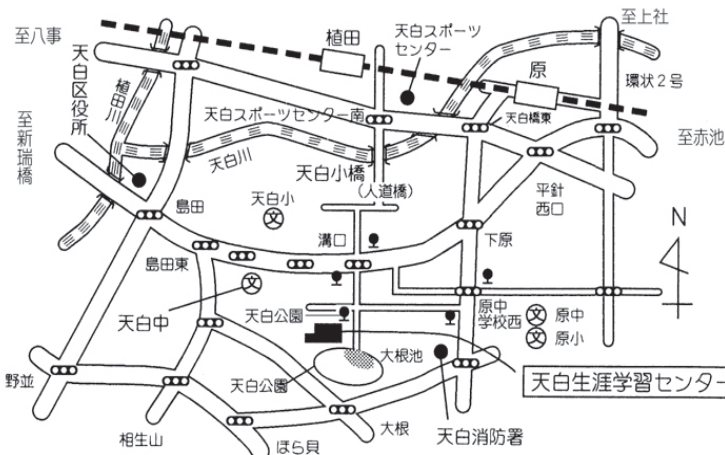 至八事
植田
天白スポーツ
センター
至上社
原
環状2号
天白区役所
植田川
至新瑞橋
天白スポーツセンター南
天白橋東
至赤池
天白川
天白小橋
(人道橋)
天白小
文
島田
溝口
下原
平針
西口
N
島田東
文
天白中
天白公園
原中
学校西
文
原中
文
原小
大根池
天白公園
天白生涯学習センター
野並
相生山
ほら貝
大根
天白消防署